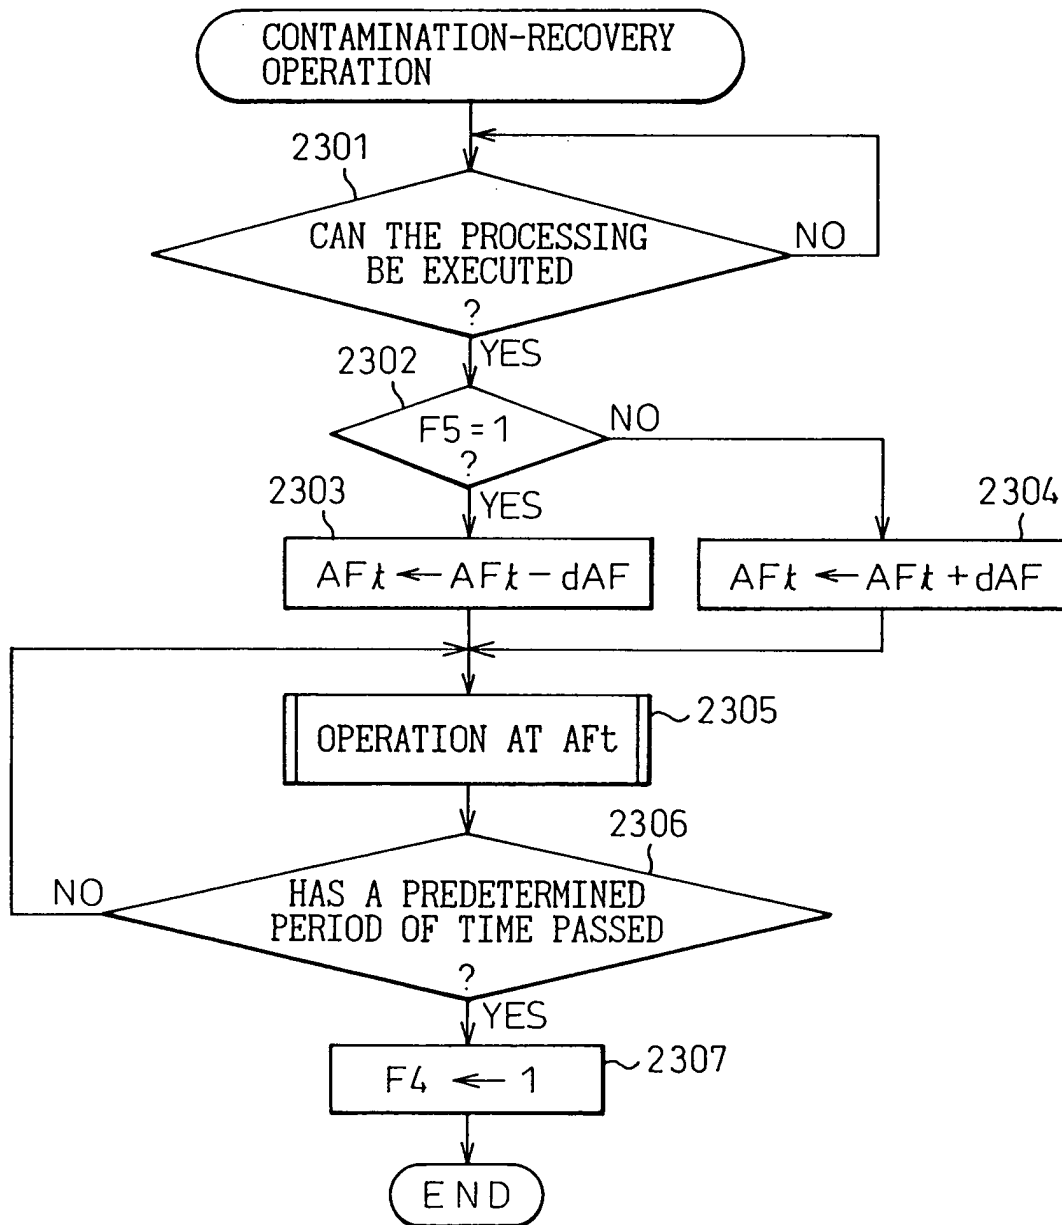 CONTAMINATION-RECOVERY
OPERATION
2301
CAN THE PROCESSING
BE EXECUTED
?
NO
YES
2302
F5=1
?
NO
YES
2303
AFt ← AFt - dAF
2304
AFt ← AFt + dAF
OPERATION AT AFt
2305
2306
HAS A PREDETERMINED
PERIOD OF TIME PASSED
?
NO
YES
F4 ← 1
2307
END